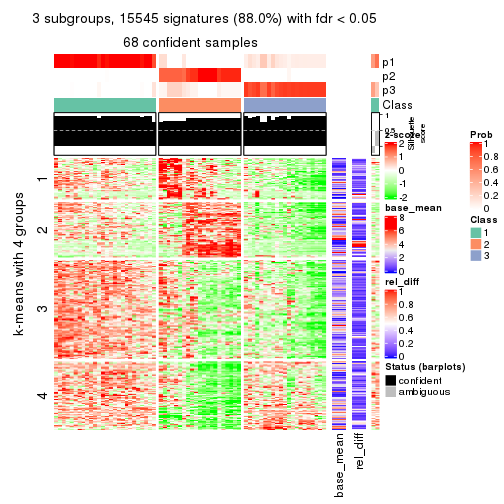 3 subgroups, 15545 signatures (88.0%) with fdr < 0.05
68 confident samples
p1
p2
p3
Class
1
0.5
Silhouette
score
k-means with 4 groups
1
2
3
4
base_mean
rel_diff
z-score
2
1
0
-1
-2
base_mean
8
6
4
2
0
rel_diff
1
0.8
0.6
0.4
0.2
0
Status (barplots)
confident
ambiguous
Prob
1
0.8
0.6
0.4
0.2
0
Class
1
2
3